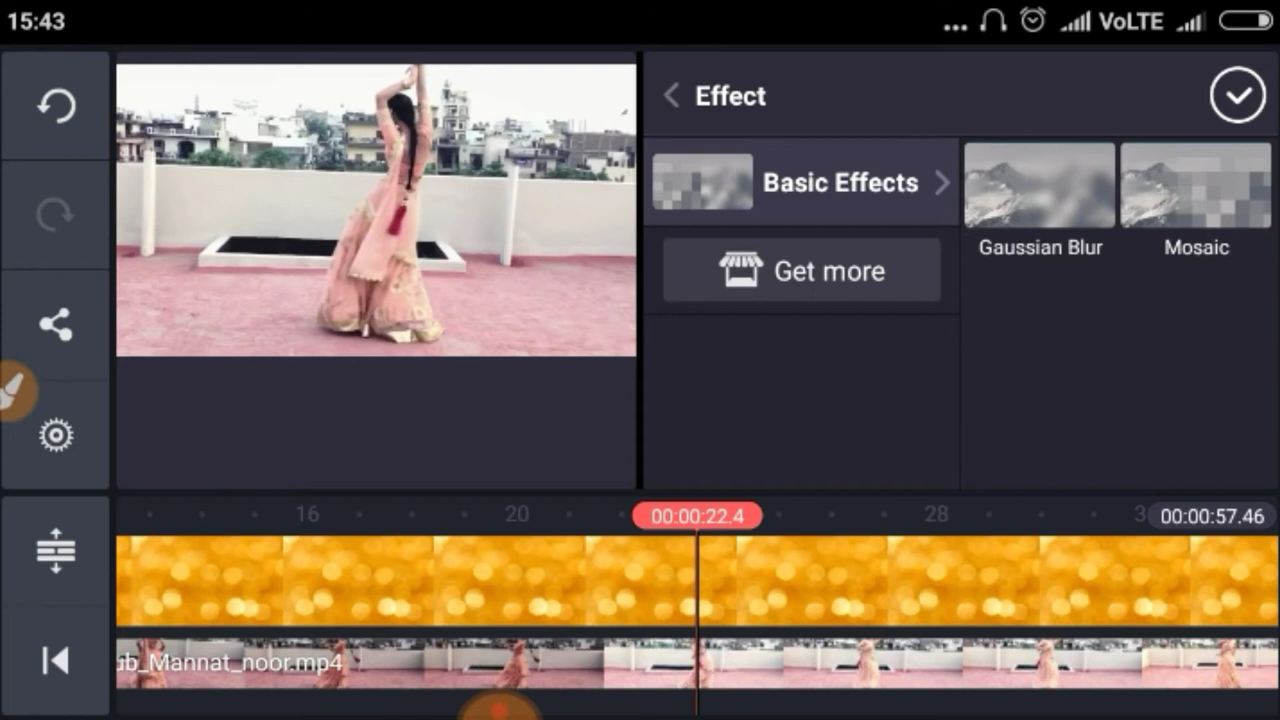 15:43
... VoLTE
Effect
Basic Effects
Get more
Gaussian Blur
Mosaic
16
20
00:00:22.4
28
00:00:57.46
ub_Mannat_noor.mp4